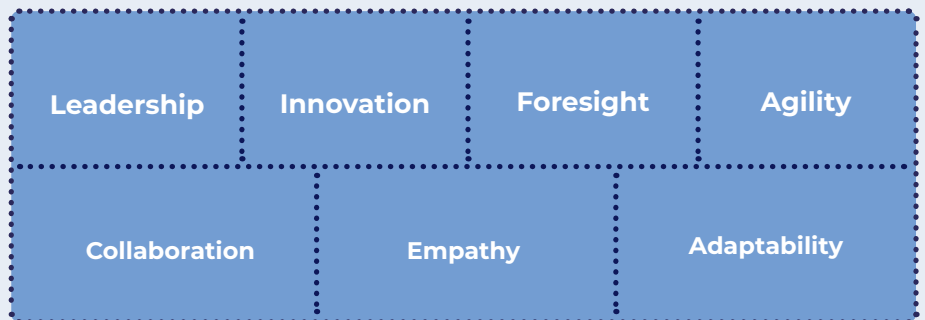 Leadership
Innovation
Foresight
Agility
Collaboration
Empathy
Adaptability